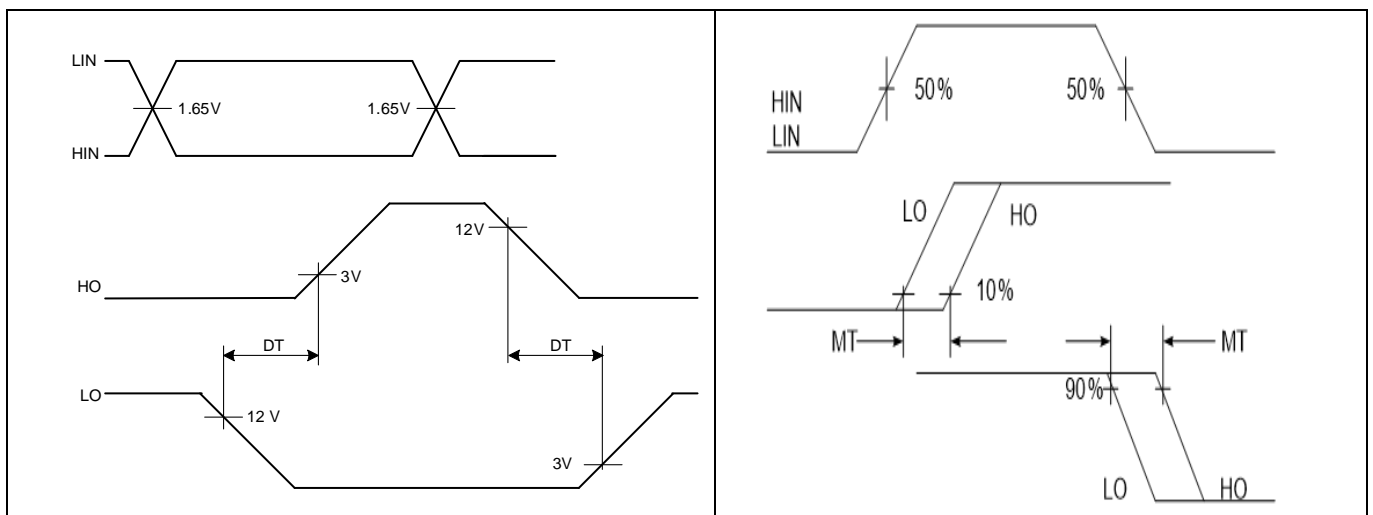 LIN
1.65V
1.65V
HIN
12V
3V
HO
DT
DT
LO
12 V
3V
50%
50%
HIN
LIN
LO
HO
10%
MT
MT
90%
LO
HO